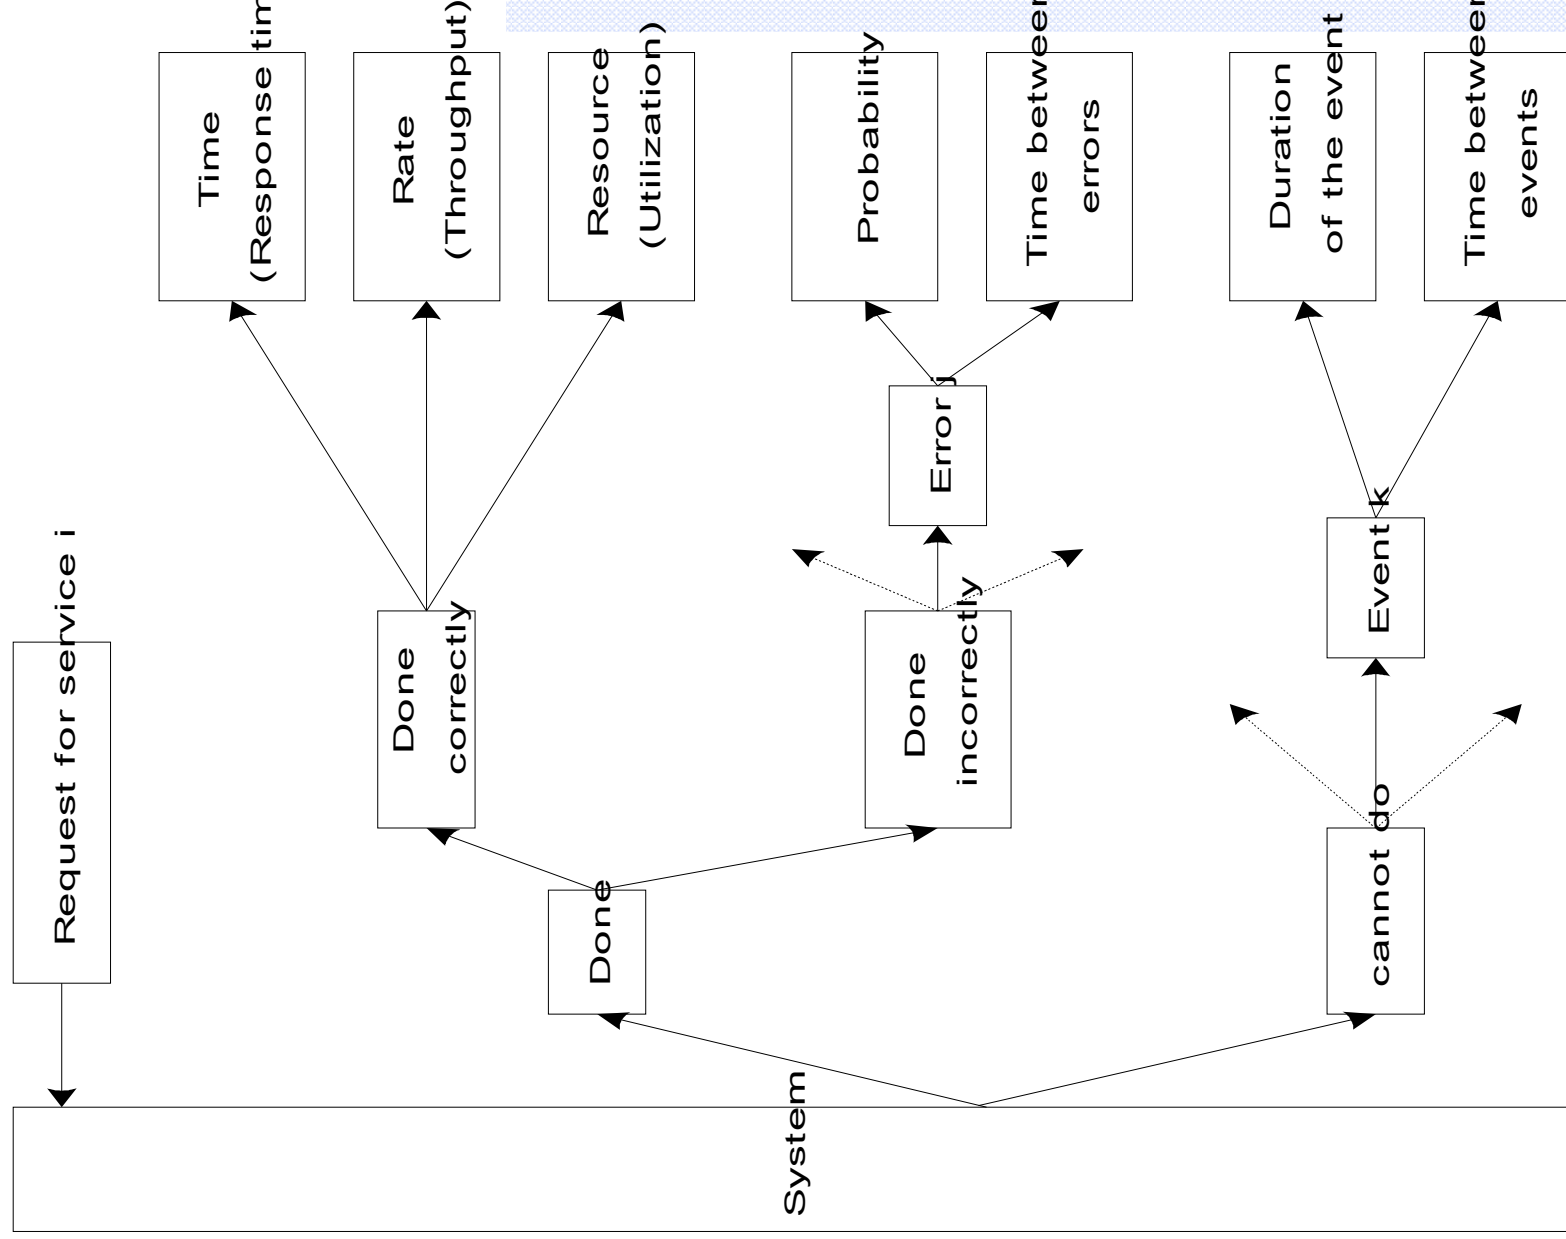 Request for service i
System
Done
Done
correctly
Time
(Response tim
Rate
(Throughput)
Resource
(Utilization)
Done
incorrectly
Error j
Probability
Time between
errors
cannot do
Event k
Duration
of the event
Time between
events